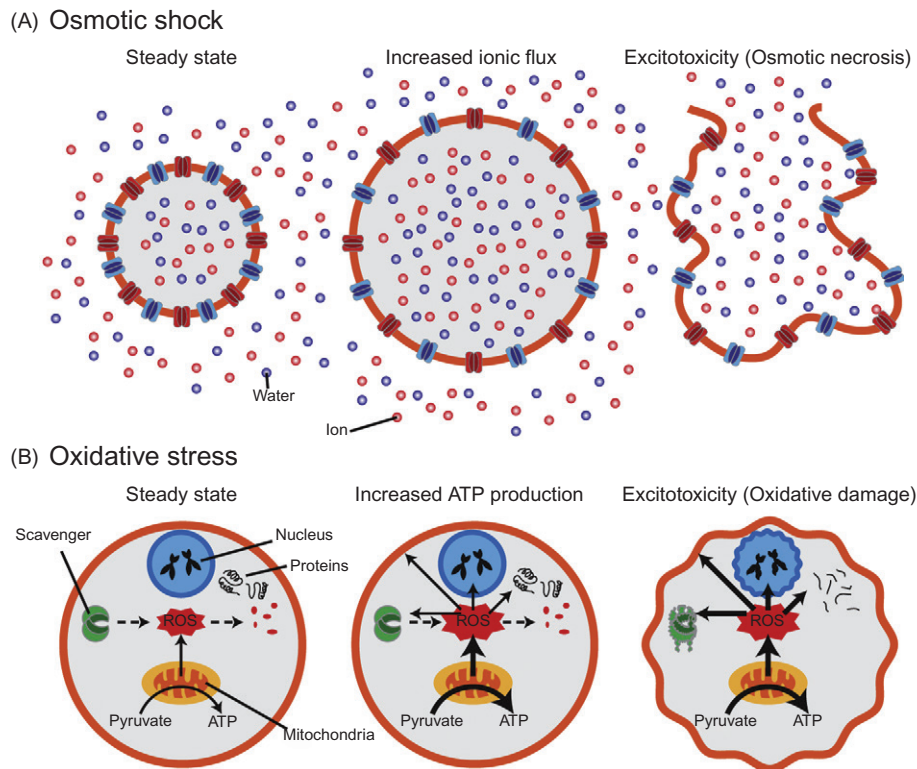 (A) Osmotic shock
Steady state
Increased ionic flux
Excitotoxicity (Osmotic necrosis)
Water
Ion
(B) Oxidative stress
Steady state
Increased ATP production
Excitotoxicity (Oxidative damage)
Scavenger
Nucleus
Proteins
ROS
ROS
ROS
Pyruvate
ATP
Mitochondria
Pyruvate
ATP
Pyruvate
ATP